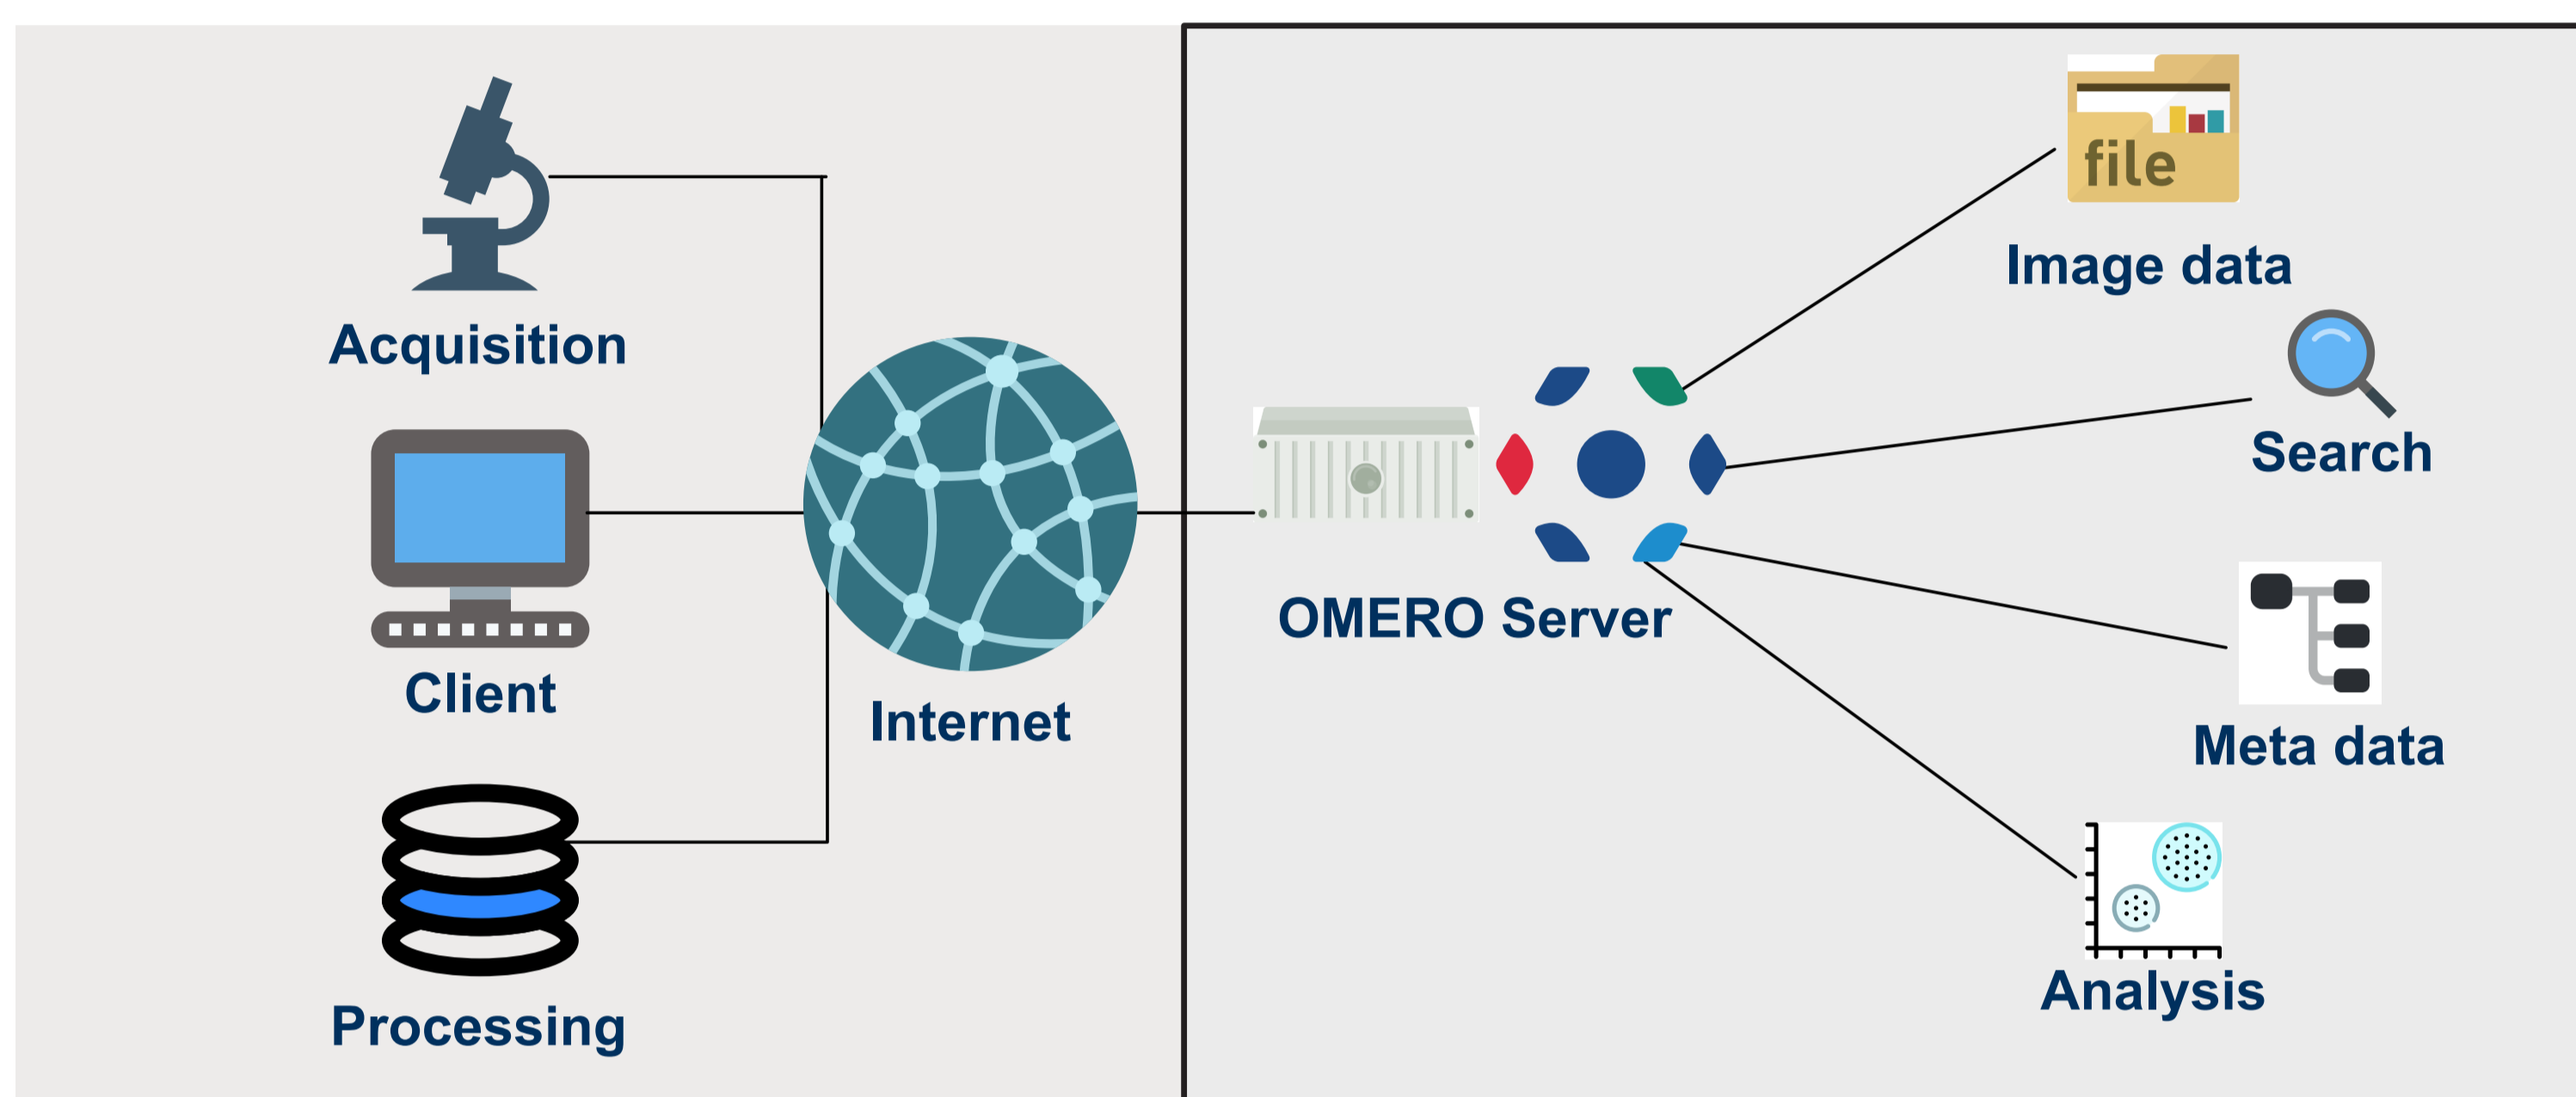 Acquisition
Client
Processing
Internet
OMERO Server
file
Image data
Search
Meta data
Analysis